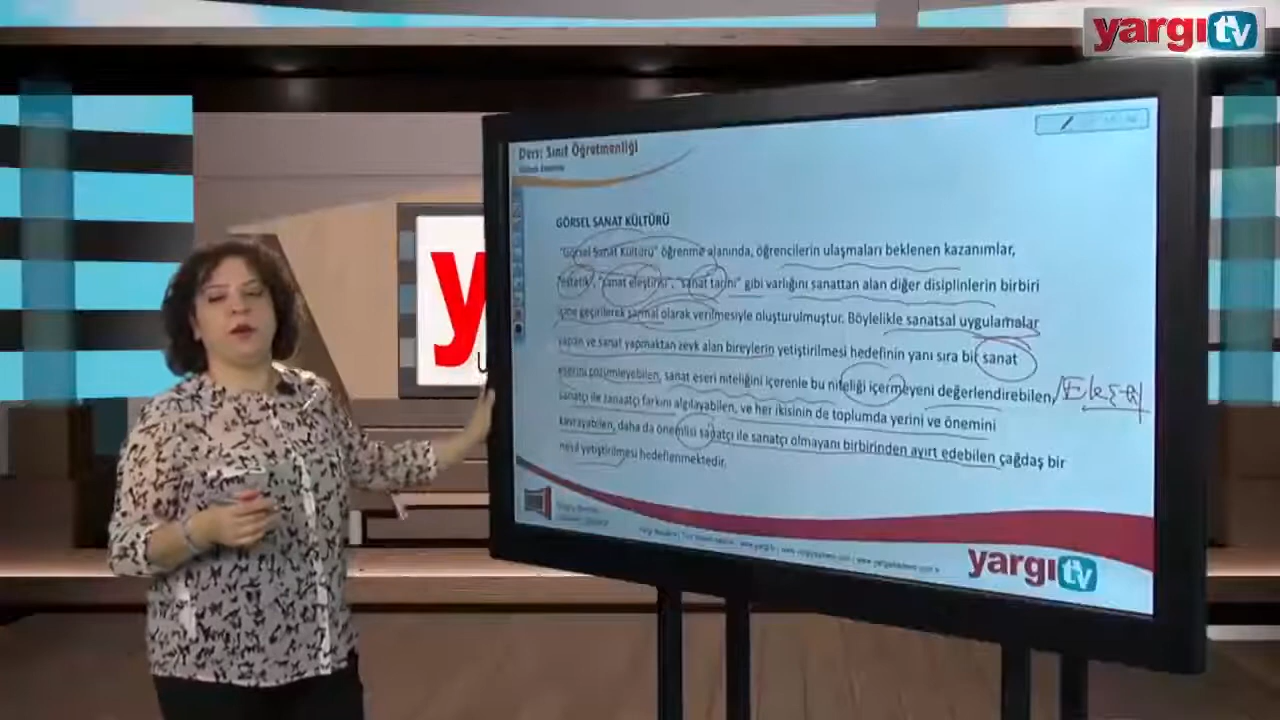 yargı tv
Ders: Sınıf Öğretmenliği
GÖRSEL SANAT KÜLTÜRÜ
"Görsel Sanat Kültürü" öğrenme alanında, öğrencilerin ulaşmaları beklenen kazanımlar,
"estetik", "sanat eleştirisi", "sanat tarihi" gibi varlığını sanattan alan diğer disiplinlerin birbiri
içine geçirilerek sarmal olarak verilmesiyle oluşturulmuştur. Böylelikle sanatsal uygulamalar
yapan ve sanat yapmaktan zevk alan bireylerin yetiştirilmesi hedefinin yanı sıra bir sanat
eserini çözümleyebilen, sanat eseri niteliğini içerenle bu niteliği içermeyeni değerlendirebilen,
sanatçı ile zanaatçı farkını algılayabilen, ve her ikisinin de toplumda yerini ve önemini
kavrayabilen, daha da önemlisi sanatçı ile sanatçı olmayanı birbirinden ayırt edebilen çağdaş bir
nesil yetiştirilmesi hedeflenmektedir.
y
yargı tv